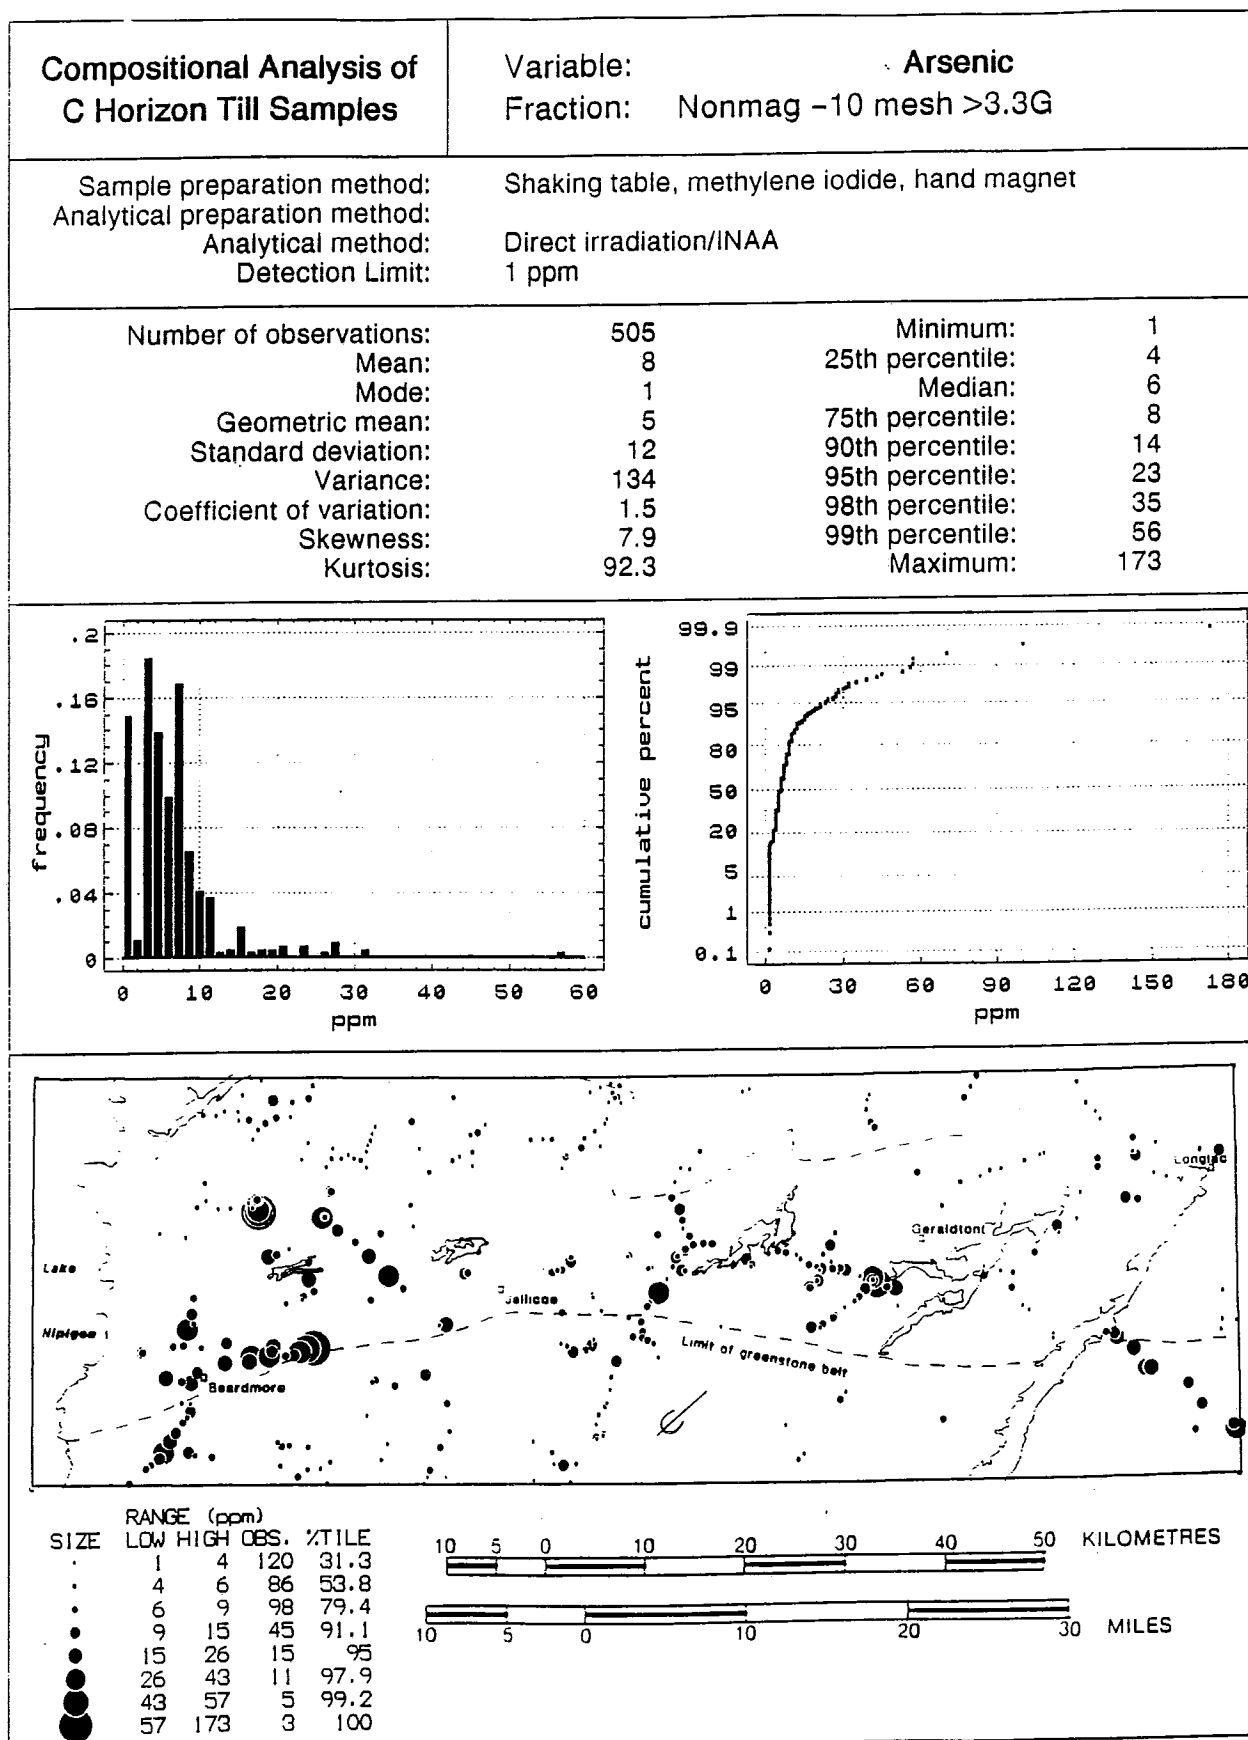 Compositional Analysis of
C Horizon Till Samples
Variable: Arsenic
Fraction: Nonmag –10 mesh >3.3G
Sample preparation method: Shaking table, methylene iodide, hand magnet
Analytical preparation method:
Analytical method: Direct irradiation/INAA
Detection Limit: 1 ppm
Number of observations: 505 Minimum: 1
Mean: 8 25th percentile: 4
Mode: 1 Median: 6
Geometric mean: 5 75th percentile: 8
Standard deviation: 12 90th percentile: 14
Variance: 134 95th percentile: 23
Coefficient of variation: 1.5 98th percentile: 35
Skewness: 7.9 99th percentile: 56
Kurtosis: 92.3 Maximum: 173
frequency
.2
.16
.12
.08
.04
0
0 10 20 30 40 50 60
ppm
cumulative percent
99.9
99
95
80
50
20
5
1
0.1
0 30 60 90 120 150 180
ppm
Longlac
Geraldton
Lake
Jellicoe
Nipigon
Limit of greenstone belt
Beardmore
RANGE (ppm)
SIZE LOW HIGH OBS. %TILE
1 4 120 31.3
4 6 86 53.8
6 9 98 79.4
9 15 45 91.1
15 26 15 95
26 43 11 97.9
43 57 5 99.2
57 173 3 100
10 5 0 10 20 30 40 50 KILOMETRES
10 5 0 10 20 30 MILES